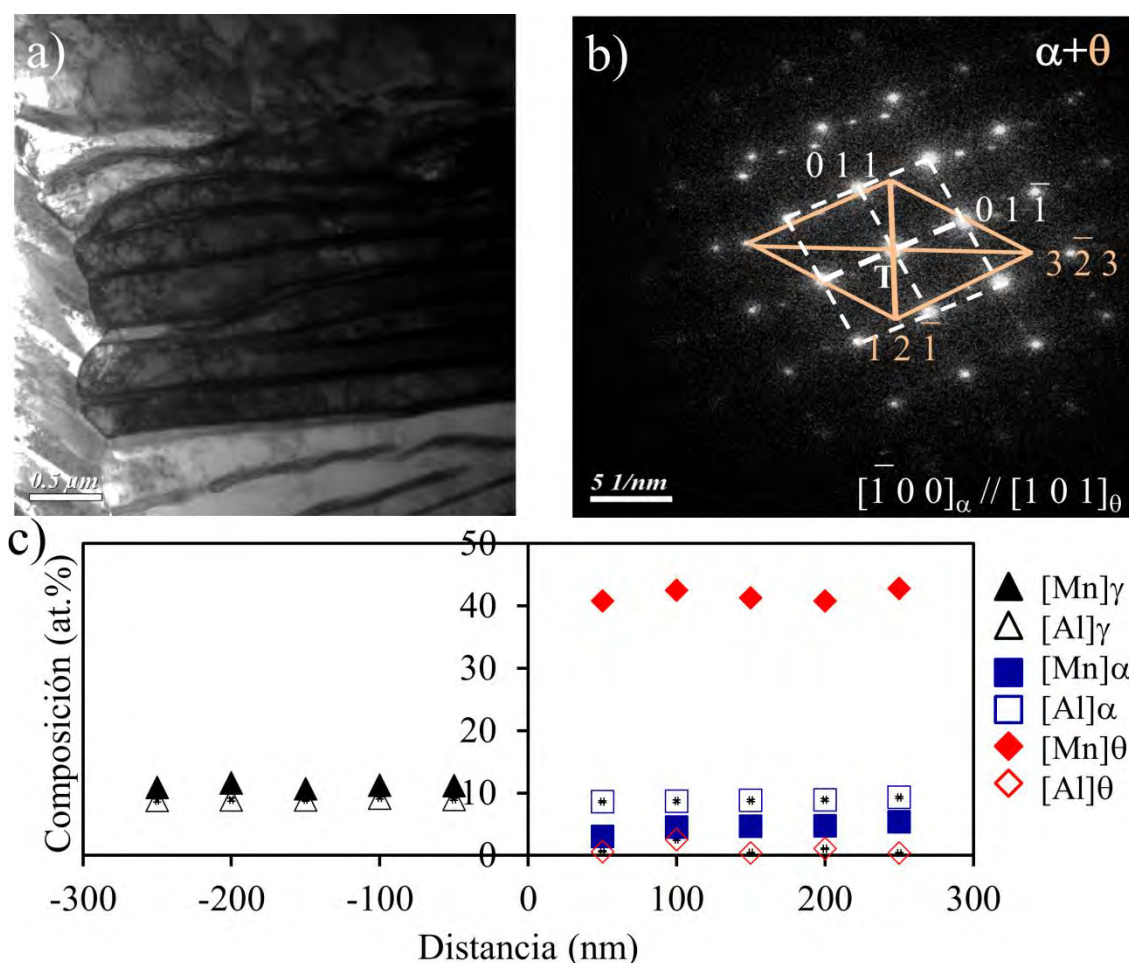 a)
0.5 µm
b)
α+θ
0 1 1
0 1 1̅
T
3 2̅ 3
1 2 1̅
5 1/nm
[1̅ 0 0]α // [1 0 1]θ
c)
Composición (at.%)
50
40
30
20
10
0
-300 -200 -100 0 100 200 300
Distancia (nm)
[Mn]γ
[Al]γ
[Mn]α
[Al]α
[Mn]θ
[Al]θ